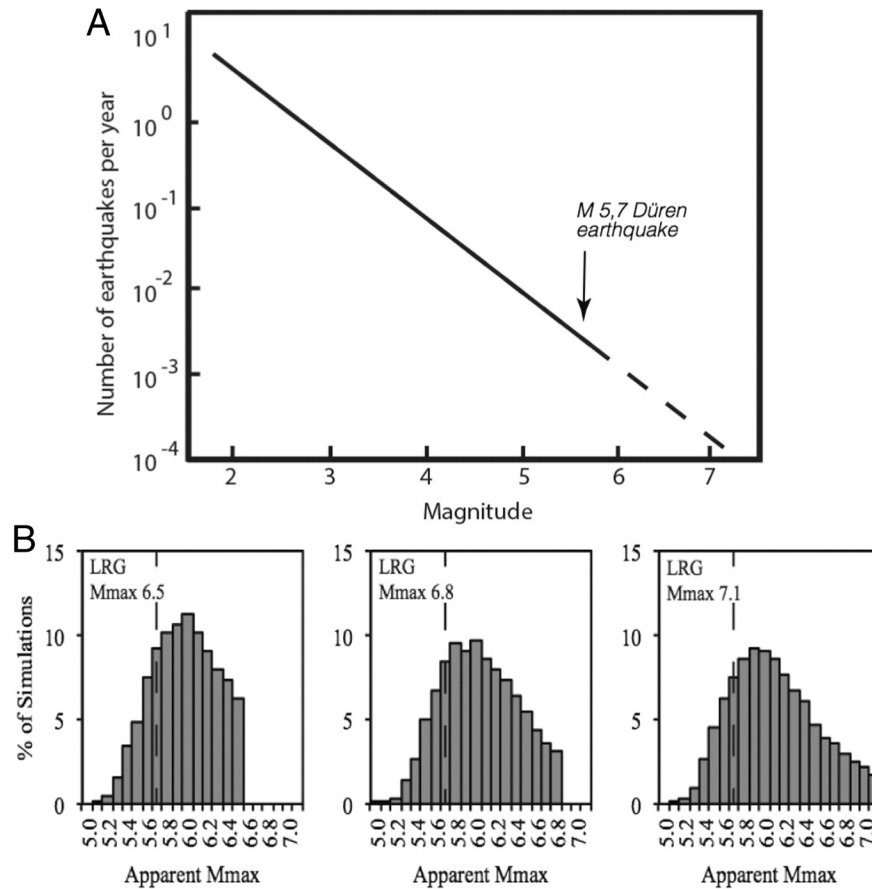 A
10^1
10^0
10^-1
10^-2
10^-3
10^-4
Number of earthquakes per year
M 5,7 Düren
earthquake
2 3 4 5 6 7
Magnitude
B
15
10
5
0
% of Simulations
LRG
Mmax 6.5
5.0 5.2 5.4 5.6 5.8 6.0 6.2 6.4 6.6 6.8 7.0
Apparent Mmax
15
10
5
0
LRG
Mmax 6.8
5.0 5.2 5.4 5.6 5.8 6.0 6.2 6.4 6.6 6.8 7.0
Apparent Mmax
15
10
5
0
LRG
Mmax 7.1
5.0 5.2 5.4 5.6 5.8 6.0 6.2 6.4 6.6 6.8 7.0
Apparent Mmax